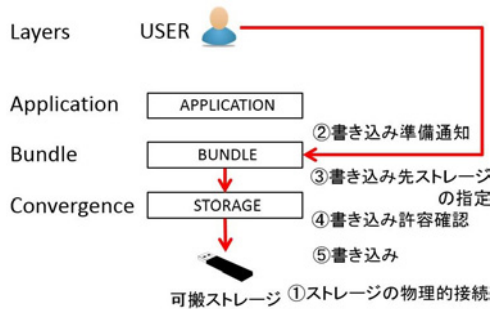 Layers USER
Application APPLICATION
②書き込み準備通知
Bundle BUNDLE
③書き込み先ストレージ
の指定
Convergence STORAGE
④書き込み許容確認
⑤書き込み
可搬ストレージ ①ストレージの物理的接続